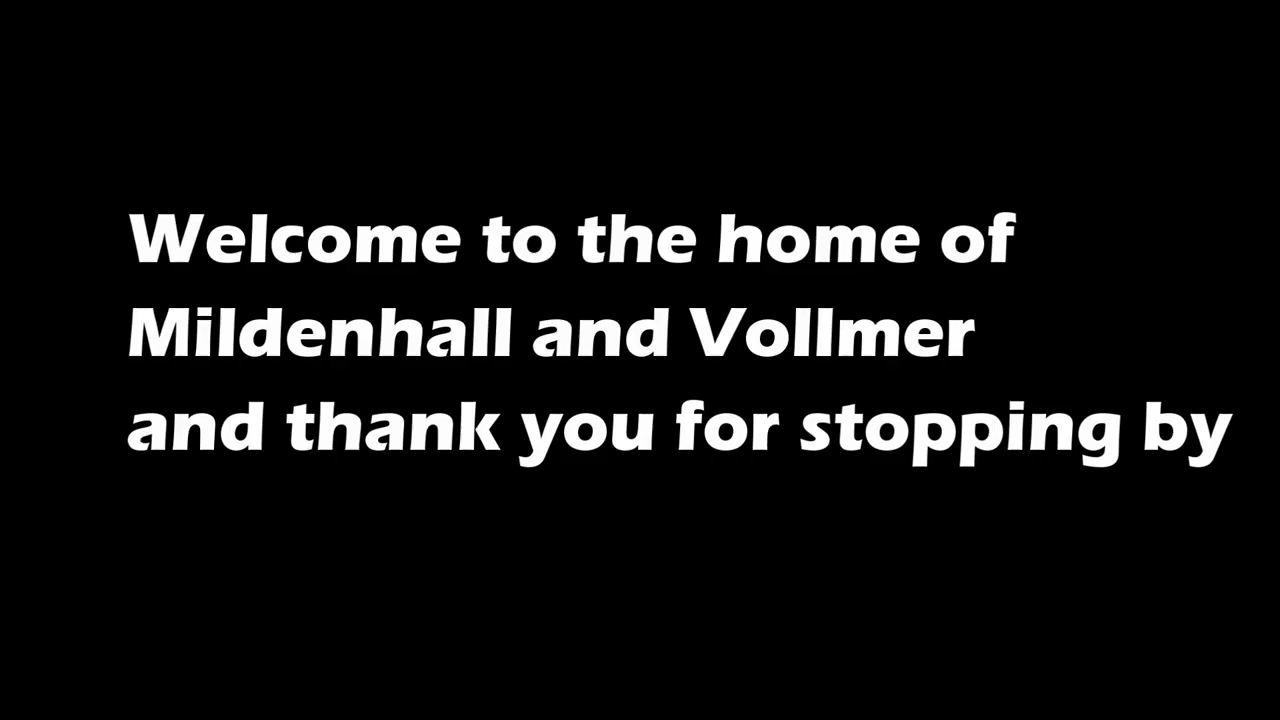 Welcome to the home of
Mildenhall and Vollmer
and thank you for stopping by